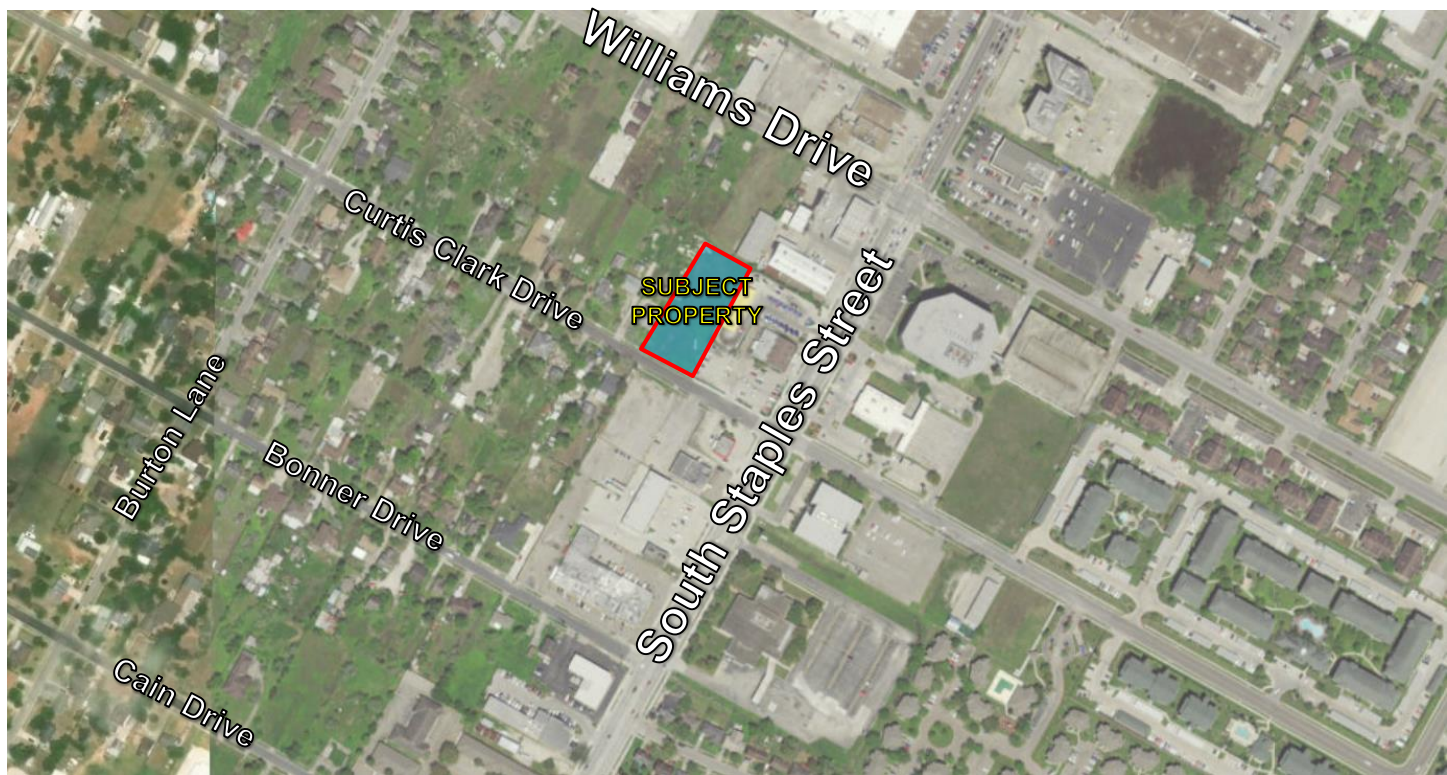 Williams Drive
Curtis Clark Drive
SUBJECT
PROPERTY
South Staples Street
Burton Lane
Bonner Drive
Cain Drive